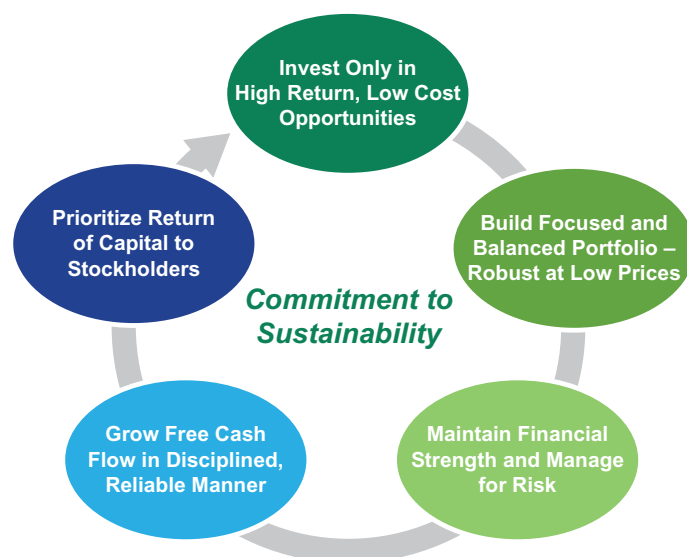 Invest Only in
High Return, Low Cost
Opportunities
Build Focused and
Balanced Portfolio –
Robust at Low Prices
Maintain Financial
Strength and Manage
for Risk
Grow Free Cash
Flow in Disciplined,
Reliable Manner
Prioritize Return
of Capital to
Stockholders
Commitment to
Sustainability